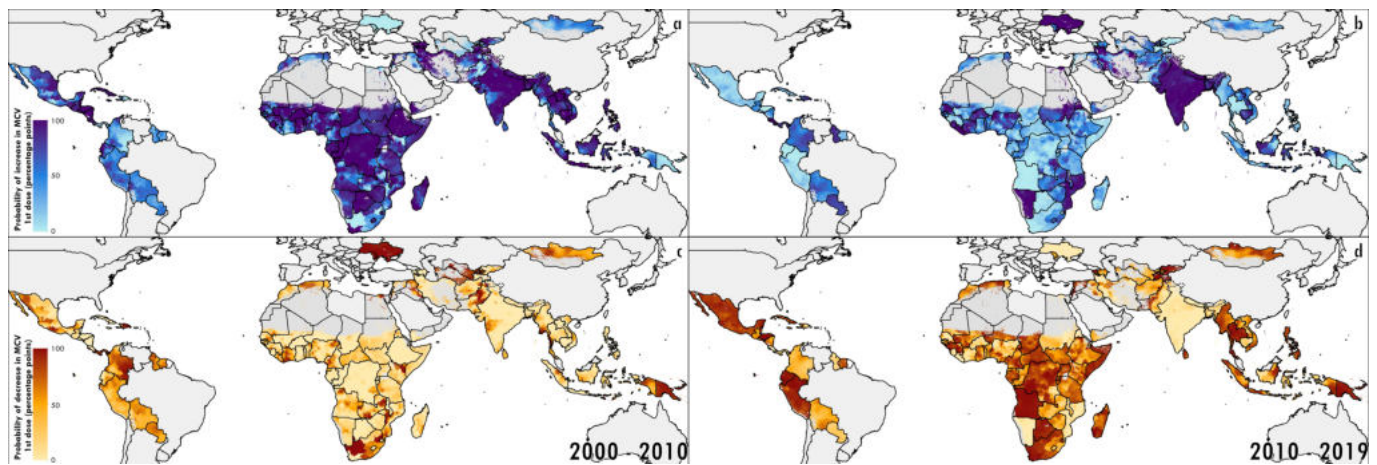 a
b
100
50
0
Probability of increase in MCV
1st dose (percentage points)
c
d
100
50
0
Probability of decrease in MCV
1st dose (percentage points)
2000 2010
2010 2019